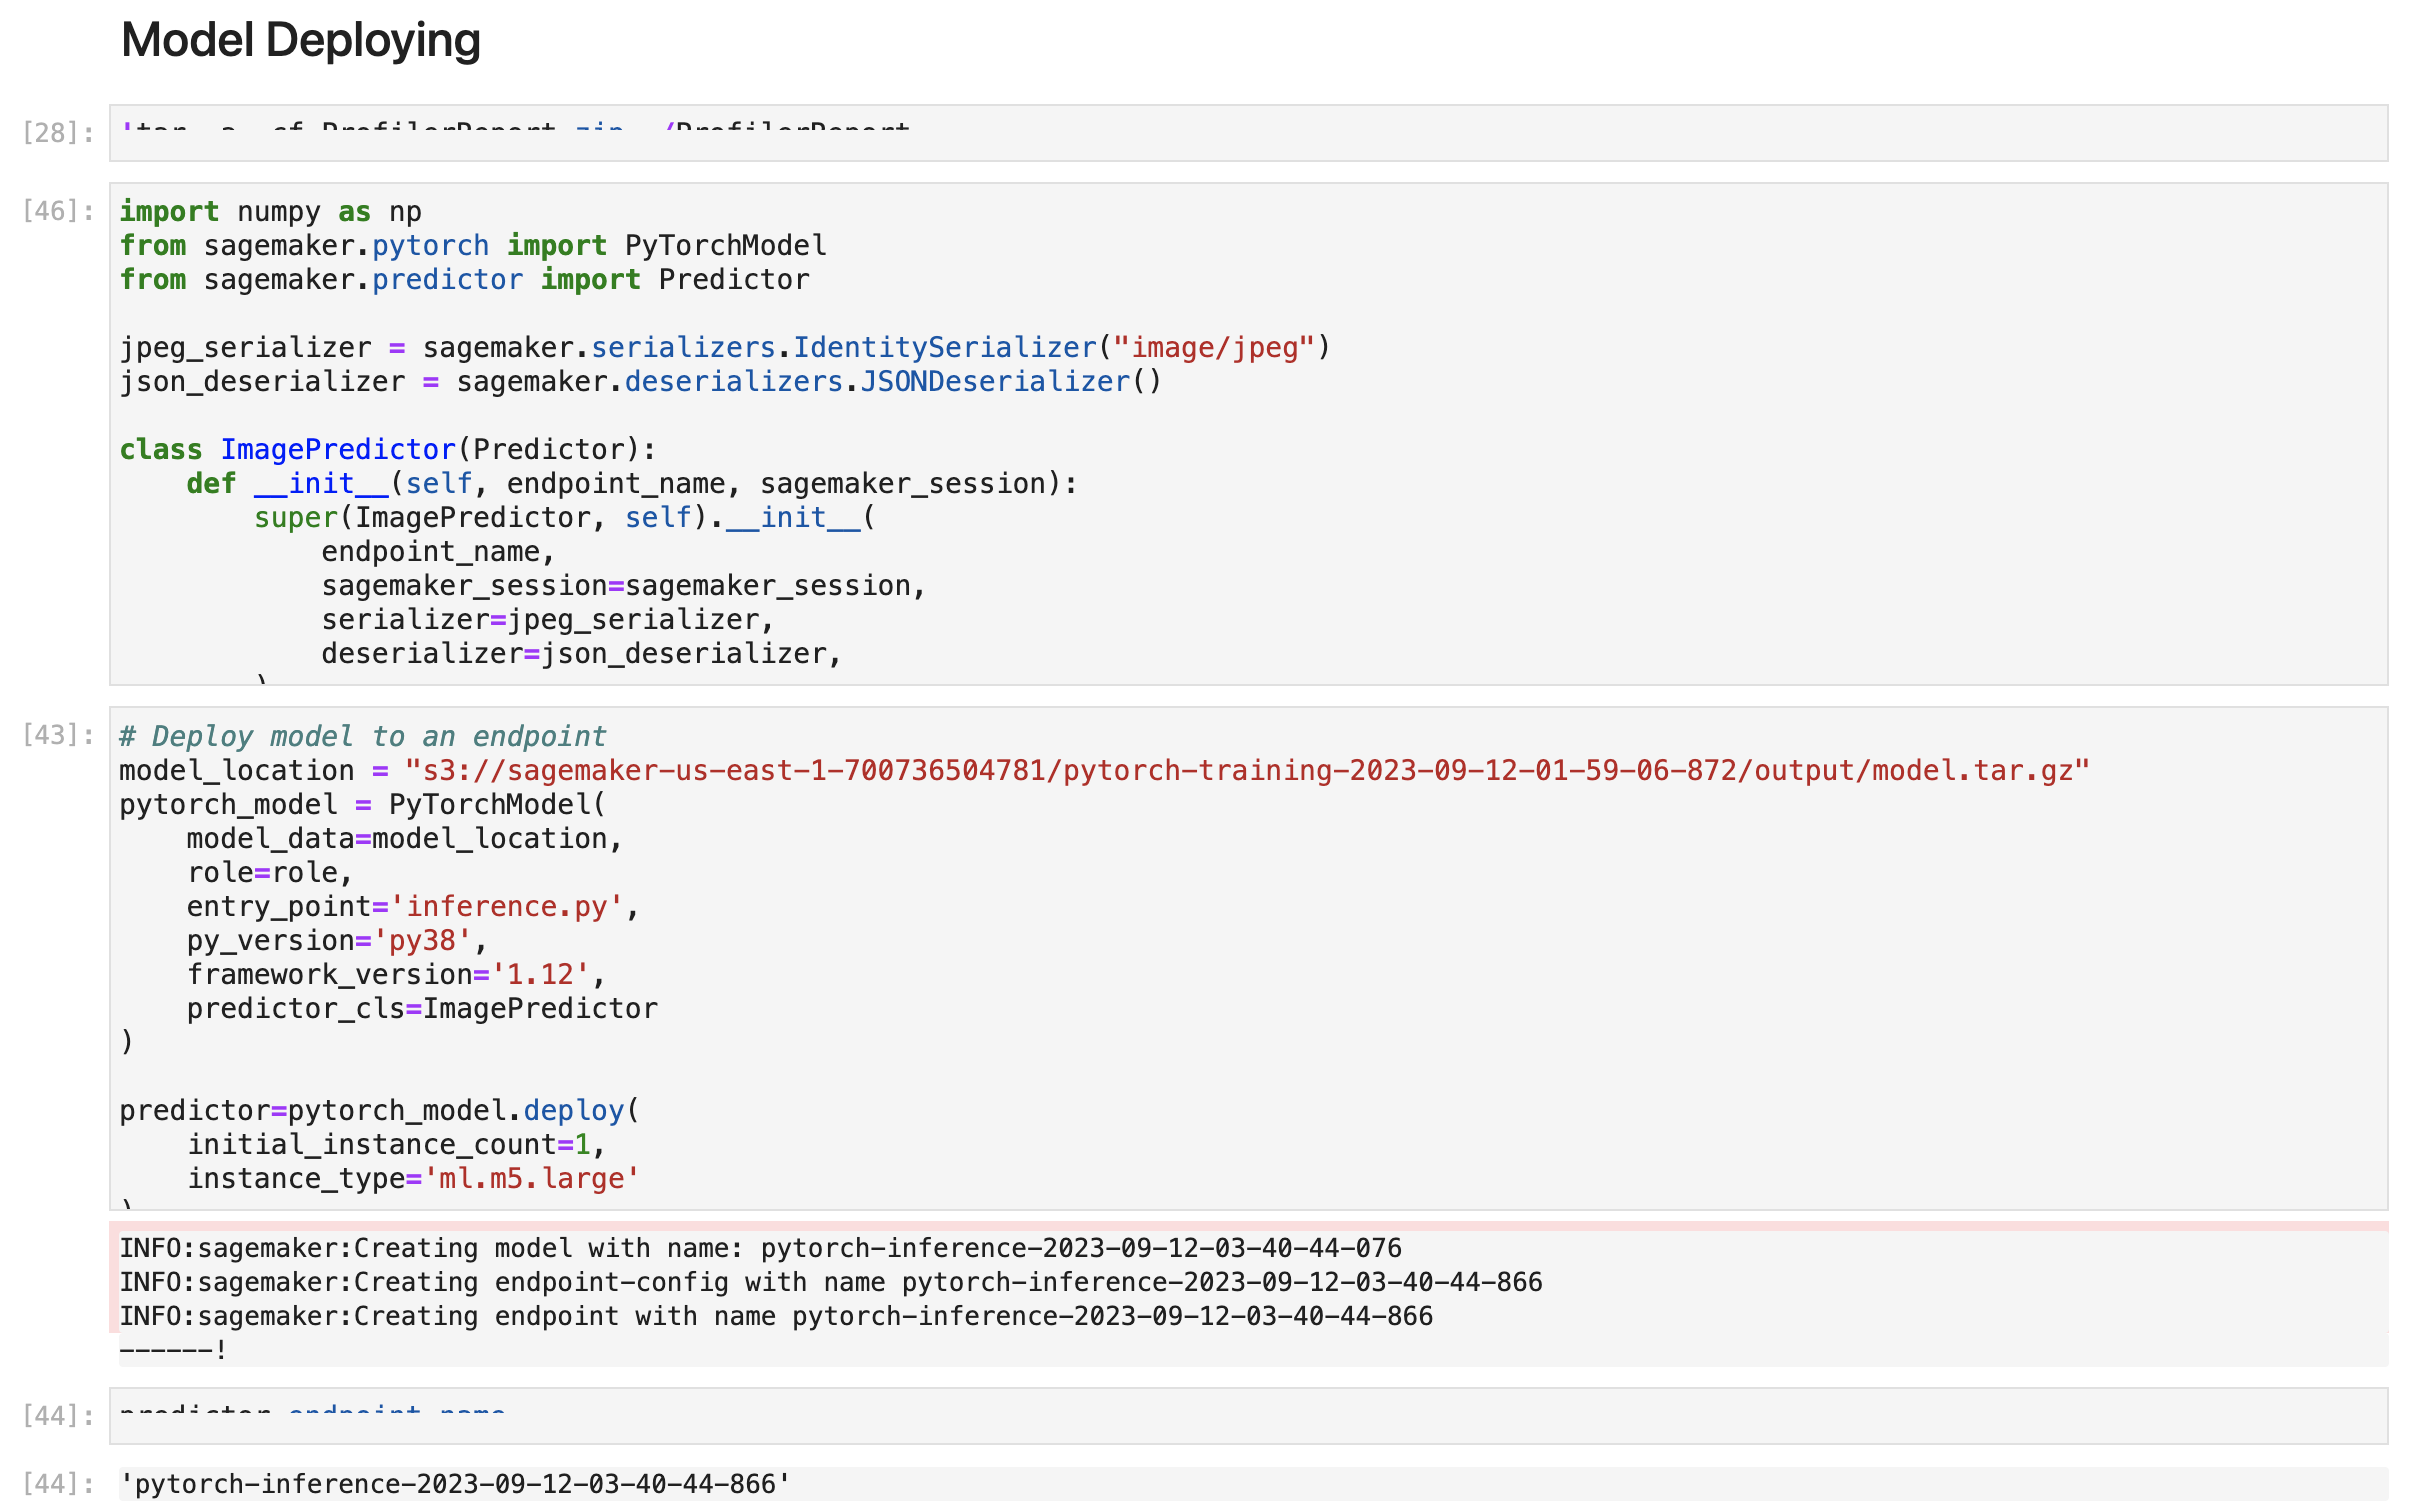 Model Deploying
[28]:
!tar -a -cf ProfilerReport.zip ./ProfilerReport
[46]:
import numpy as np
from sagemaker.pytorch import PyTorchModel
from sagemaker.predictor import Predictor
jpeg_serializer = sagemaker.serializers.IdentitySerializer("image/jpeg")
json_deserializer = sagemaker.deserializers.JSONDeserializer()
class ImagePredictor(Predictor):
    def __init__(self, endpoint_name, sagemaker_session):
        super(ImagePredictor, self).__init__(
            endpoint_name,
            sagemaker_session=sagemaker_session,
            serializer=jpeg_serializer,
            deserializer=json_deserializer,
        )
[43]:
# Deploy model to an endpoint
model_location = "s3://sagemaker-us-east-1-700736504781/pytorch-training-2023-09-12-01-59-06-872/output/model.tar.gz"
pytorch_model = PyTorchModel(
    model_data=model_location,
    role=role,
    entry_point='inference.py',
    py_version='py38',
    framework_version='1.12',
    predictor_cls=ImagePredictor
)
predictor=pytorch_model.deploy(
    initial_instance_count=1,
    instance_type='ml.m5.large'
)
INFO:sagemaker:Creating model with name: pytorch-inference-2023-09-12-03-40-44-076
INFO:sagemaker:Creating endpoint-config with name pytorch-inference-2023-09-12-03-40-44-866
INFO:sagemaker:Creating endpoint with name pytorch-inference-2023-09-12-03-40-44-866
------!
[44]:
predictor.endpoint_name
[44]:
'pytorch-inference-2023-09-12-03-40-44-866'